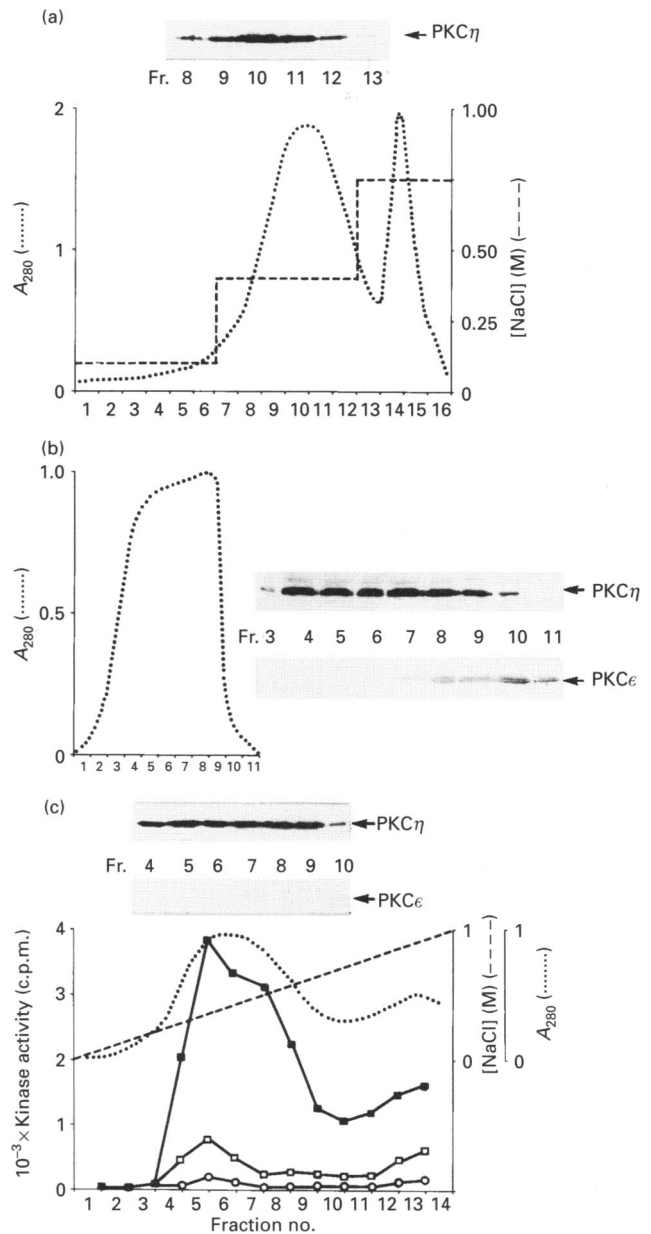 (a)
PKCη
Fr. 8 9 10 11 12 13
2
1
0
A280 (........)
1.00
0.50
0.25
0
[NaCl] (M) (– – –)
1 2 3 4 5 6 7 8 9 10 11 12 13 14 15 16
(b)
1.0
0.5
0
A280 (........)
1 2 3 4 5 6 7 8 9 10 11
PKCη
Fr. 3 4 5 6 7 8 9 10 11
PKCϵ
(c)
PKCη
Fr. 4 5 6 7 8 9 10
PKCϵ
4
3
2
1
0
10⁻³ × Kinase activity (c.p.m.)
1
0
[NaCl] (M) (– – –)
1
0
A280 (........)
1 2 3 4 5 6 7 8 9 10 11 12 13 14
Fraction no.